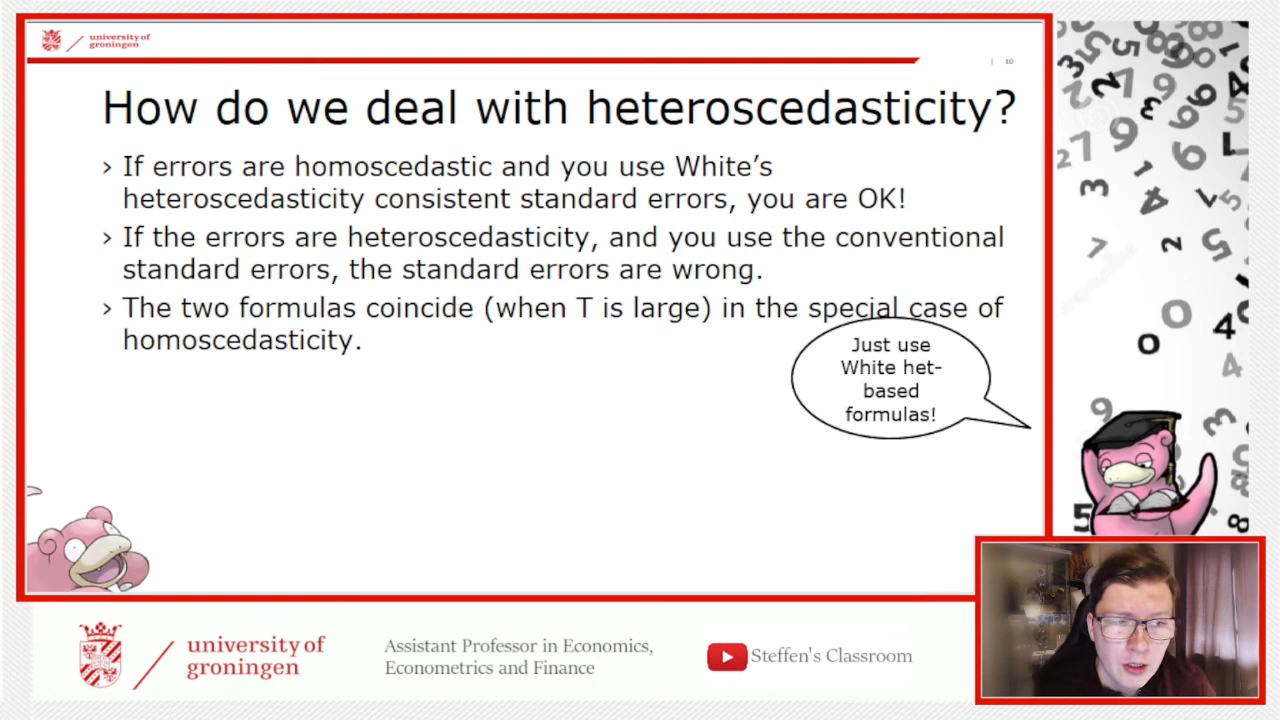 university of
groningen
| 10
How do we deal with heteroscedasticity?
› If errors are homoscedastic and you use White’s
heteroscedasticity consistent standard errors, you are OK!
› If the errors are heteroscedasticity, and you use the conventional
standard errors, the standard errors are wrong.
› The two formulas coincide (when T is large) in the special case of
homoscedasticity.
Just use
White het-
based
formulas!
university of
groningen
Assistant Professor in Economics,
Econometrics and Finance
Steffen's Classroom